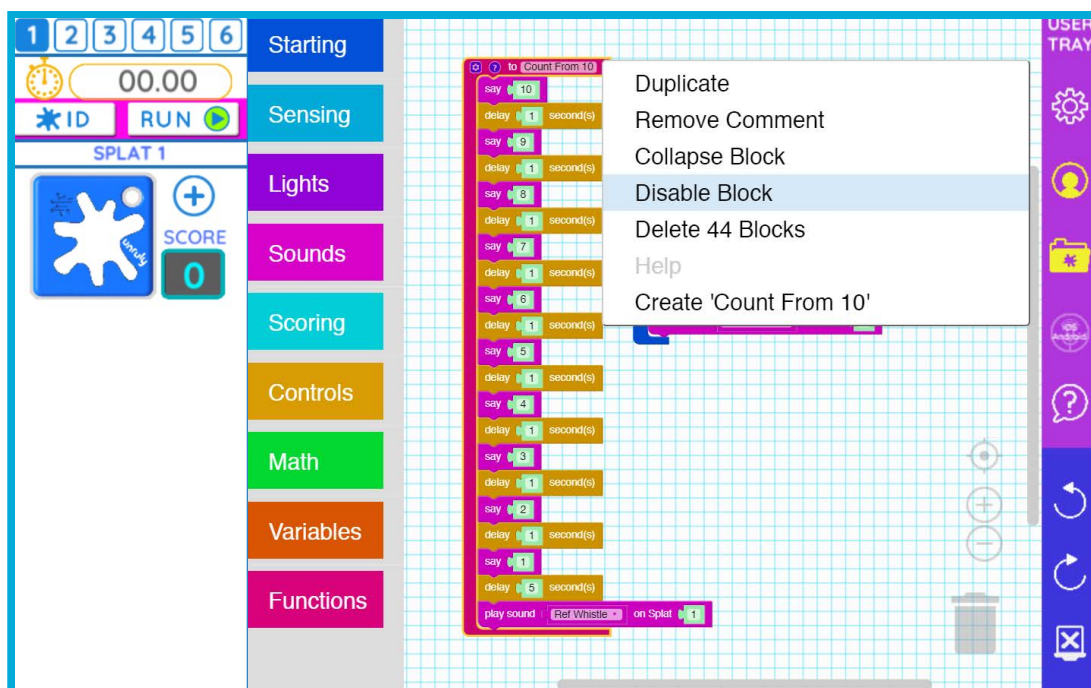 1 2 3 4 5 6
00.00
ID RUN
SPLAT 1
unruly
SCORE
0
Starting
Sensing
Lights
Sounds
Scoring
Controls
Math
Variables
Functions
? to Count From 10
say 10
delay 1 second(s)
say 9
delay 1 second(s)
say 8
delay 1 second(s)
say 7
delay 1 second(s)
say 6
delay 1 second(s)
say 5
delay 1 second(s)
say 4
delay 1 second(s)
say 3
delay 1 second(s)
say 2
delay 1 second(s)
say 1
delay 5 second(s)
play sound Ref Whistle on Splat 1
Duplicate
Remove Comment
Collapse Block
Disable Block
Delete 44 Blocks
Help
Create 'Count From 10'
USER
TRAY
iOS
Android
?